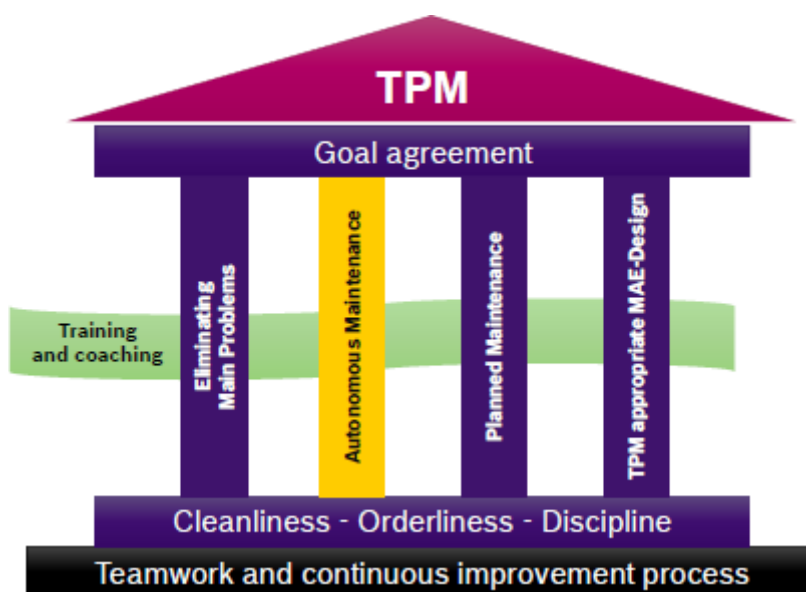 TPM
Goal agreement
Training
and coaching
Eliminating
Main Problems
Autonomous Maintenance
Planned Maintenance
TPM appropriate MAE-Design
Cleanliness - Orderliness - Discipline
Teamwork and continuous improvement process